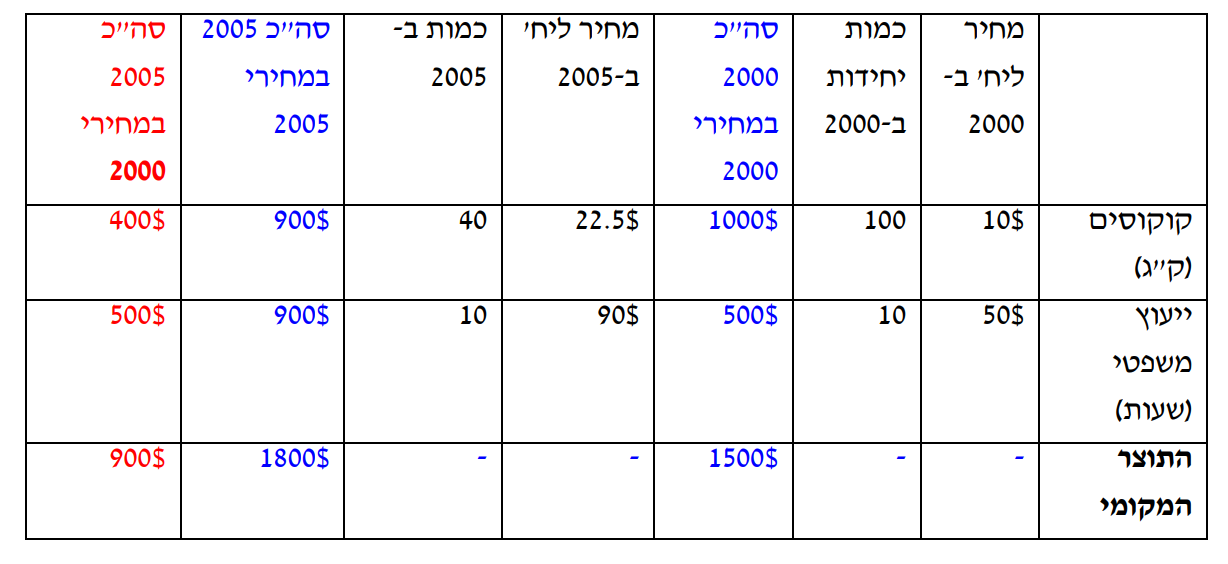 מחיר ליח׳ ב-2000 | כמות יחידות ב-2000 | סה״כ 2000 במחירי 2000 | מחיר ליח׳ ב-2005 | כמות ב-2005 | סה״כ 2005 במחירי 2005 | סה״כ 2005 במחירי 2000
קוקוסים (ק״ג) | 10$ | 100 | 1000$ | 22.5$ | 40 | 900$ | 400$
ייעוץ משפטי (שעות) | 50$ | 10 | 500$ | 90$ | 10 | 900$ | 500$
התוצר המקומי | - | - | 1500$ | - | - | 1800$ | 900$